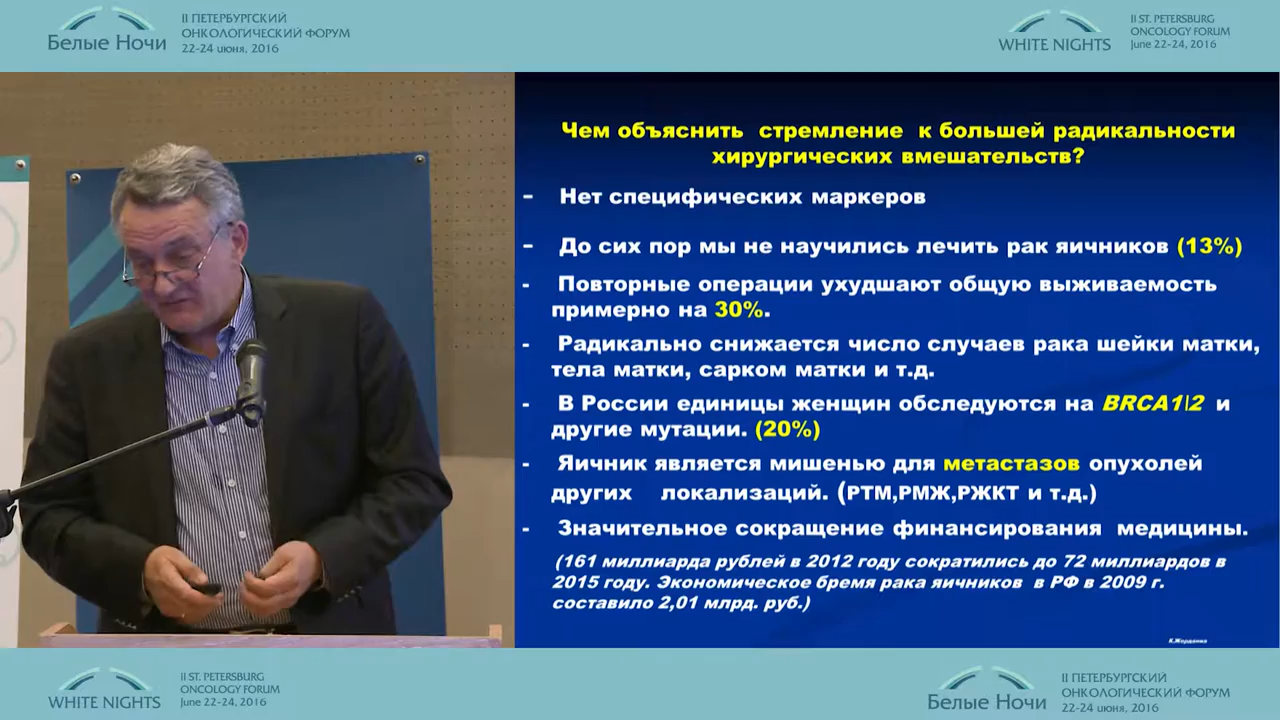 Белые Ночи
II ПЕТЕРБУРГСКИЙ
ОНКОЛОГИЧЕСКИЙ ФОРУМ
22-24 июня, 2016
WHITE NIGHTS
II ST. PETERSBURG
ONCOLOGY FORUM
June 22-24, 2016
Чем объяснить стремление к большей радикальности
хирургических вмешательств?
- Нет специфических маркеров
- До сих пор мы не научились лечить рак яичников (13%)
- Повторные операции ухудшают общую выживаемость
примерно на 30%.
- Радикально снижается число случаев рака шейки матки,
тела матки, сарком матки и т.д.
- В России единицы женщин обследуются на BRCA1|2 и
другие мутации. (20%)
- Яичник является мишенью для метастазов опухолей
других локализаций. (РТМ,РМЖ,РЖКТ и т.д.)
- Значительное сокращение финансирования медицины.
(161 миллиарда рублей в 2012 году сократились до 72 миллиардов в
2015 году. Экономическое бремя рака яичников в РФ в 2009 г.
составило 2,01 млрд. руб.)
К.Жорданиа
WHITE NIGHTS
II ST. PETERSBURG
ONCOLOGY FORUM
June 22-24, 2016
Белые Ночи
II ПЕТЕРБУРГСКИЙ
ОНКОЛОГИЧЕСКИЙ ФОРУМ
22-24 июня, 2016